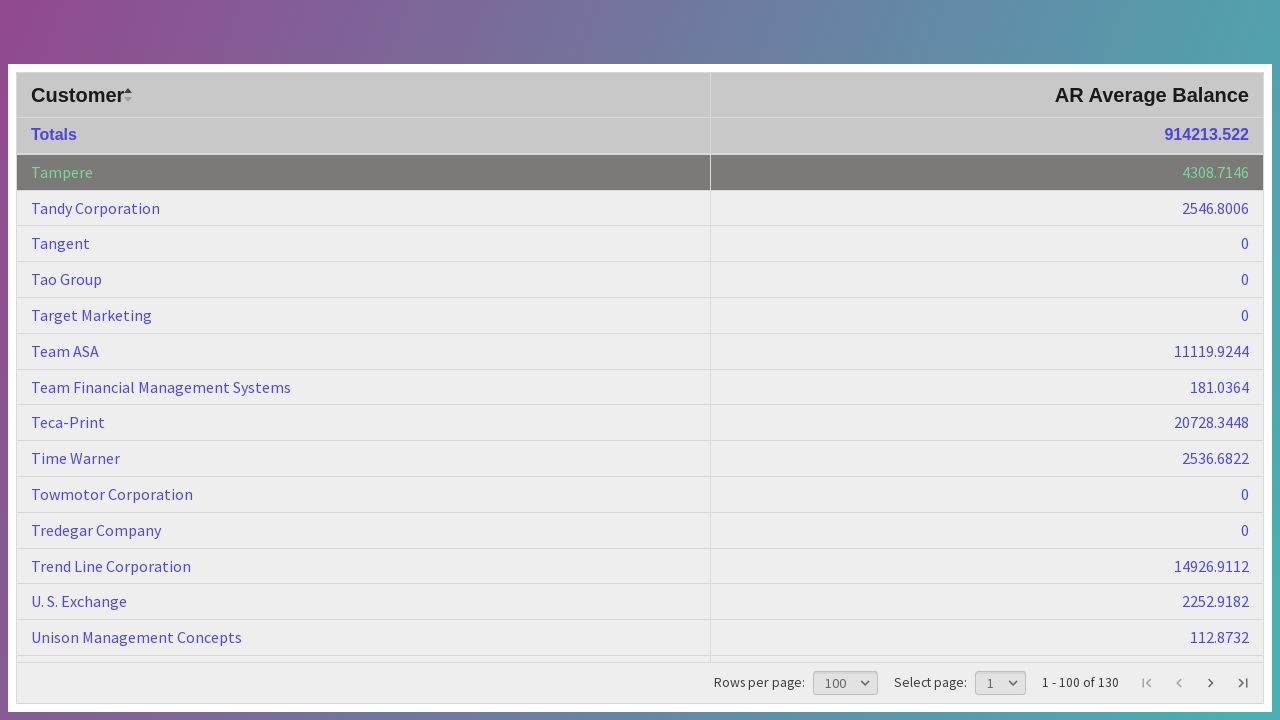 Customer AR Average Balance
Totals 914213.522
Tampere 4308.7146
Tandy Corporation 2546.8006
Tangent 0
Tao Group 0
Target Marketing 0
Team ASA 11119.9244
Team Financial Management Systems 181.0364
Teca-Print 20728.3448
Time Warner 2536.6822
Towmotor Corporation 0
Tredegar Company 0
Trend Line Corporation 14926.9112
U. S. Exchange 2252.9182
Unison Management Concepts 112.8732
Rows per page: 100 Select page: 1 1 - 100 of 130